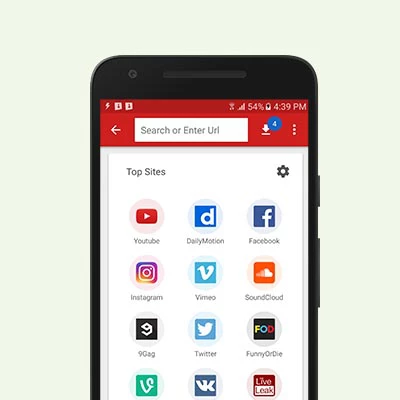 54% 4:39 PM
Search or Enter Url
4
Top Sites
Youtube DailyMotion Facebook
Instagram Vimeo SoundCloud
9Gag Twitter FunnyOrDie
FOD
Live
Leak